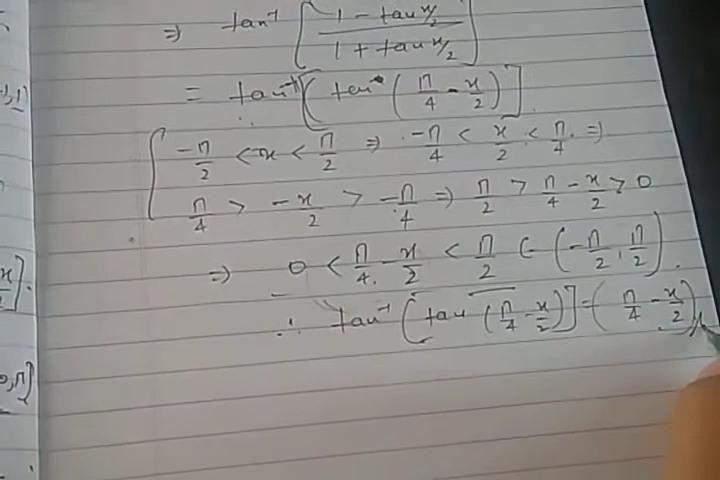 ⇒ tan⁻¹ [ (1 - tan x/2) / (1 + tan x/2) ]
= tan⁻¹ [ tan ( π/4 - x/2 ) ]
-π/2 < x < π/2 ⇒ -π/4 < x/2 < π/4 ⇒
π/4 > -x/2 > -π/4 ⇒ π/2 > π/4 - x/2 > 0
⇒ 0 < π/4 - x/2 < π/2 ∈ ( -π/2, π/2 ).
∴ tan⁻¹ [ tan ( π/4 - x/2 ) ] = ( π/4 - x/2 )